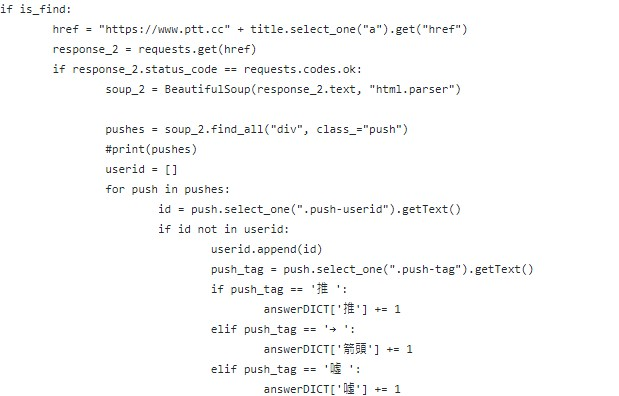 if is_find:
href = "https://www.ptt.cc" + title.select_one("a").get("href")
response_2 = requests.get(href)
if response_2.status_code == requests.codes.ok:
soup_2 = BeautifulSoup(response_2.text, "html.parser")
pushes = soup_2.find_all("div", class_="push")
#print(pushes)
userid = []
for push in pushes:
id = push.select_one(".push-userid").getText()
if id not in userid:
userid.append(id)
push_tag = push.select_one(".push-tag").getText()
if push_tag == '推 ':
answerDICT['推'] += 1
elif push_tag == '→ ':
answerDICT['箭頭'] += 1
elif push_tag == '噓 ':
answerDICT['噓'] += 1